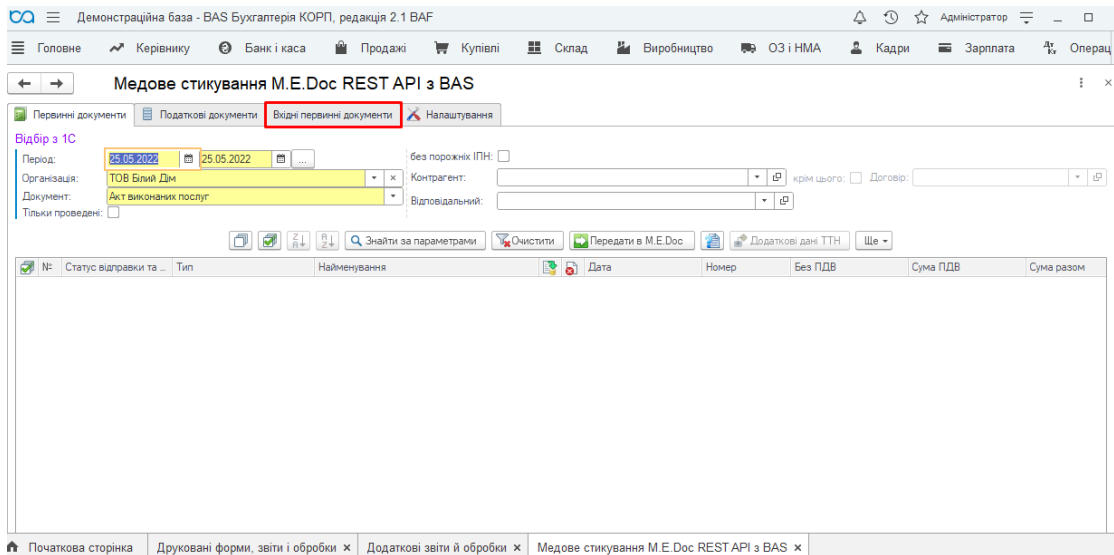 Демонстраційна база - BAS Бухгалтерія КОРП, редакція 2.1 BAF Адміністратор
Головне Керівнику Банк і каса Продажі Купівлі Склад Виробництво ОЗ і НМА Кадри Зарплата Дт Кт Операц
Медове стикування M.E.Doc REST API з BAS
Первинні документи Податкові документи Вхідні первинні документи Налаштування
Відбір з 1С
Період: 25.05.2022 25.05.2022 ... без порожніх ІПН:
Організація: ТОВ Білий Дім Контрагент: крім цього: Договір:
Документ: Акт виконаних послуг Відповідальний:
Тільки проведені:
Знайти за параметрами Очистити Передати в M.E.Doc Додаткові дані ТТН Ще
№ Статус відправки та ... Тип Найменування Дата Номер Без ПДВ Сума ПДВ Сума разом
Початкова сторінка Друковані форми, звіти і обробки × Додаткові звіти й обробки × Медове стикування M.E.Doc REST API з BAS ×